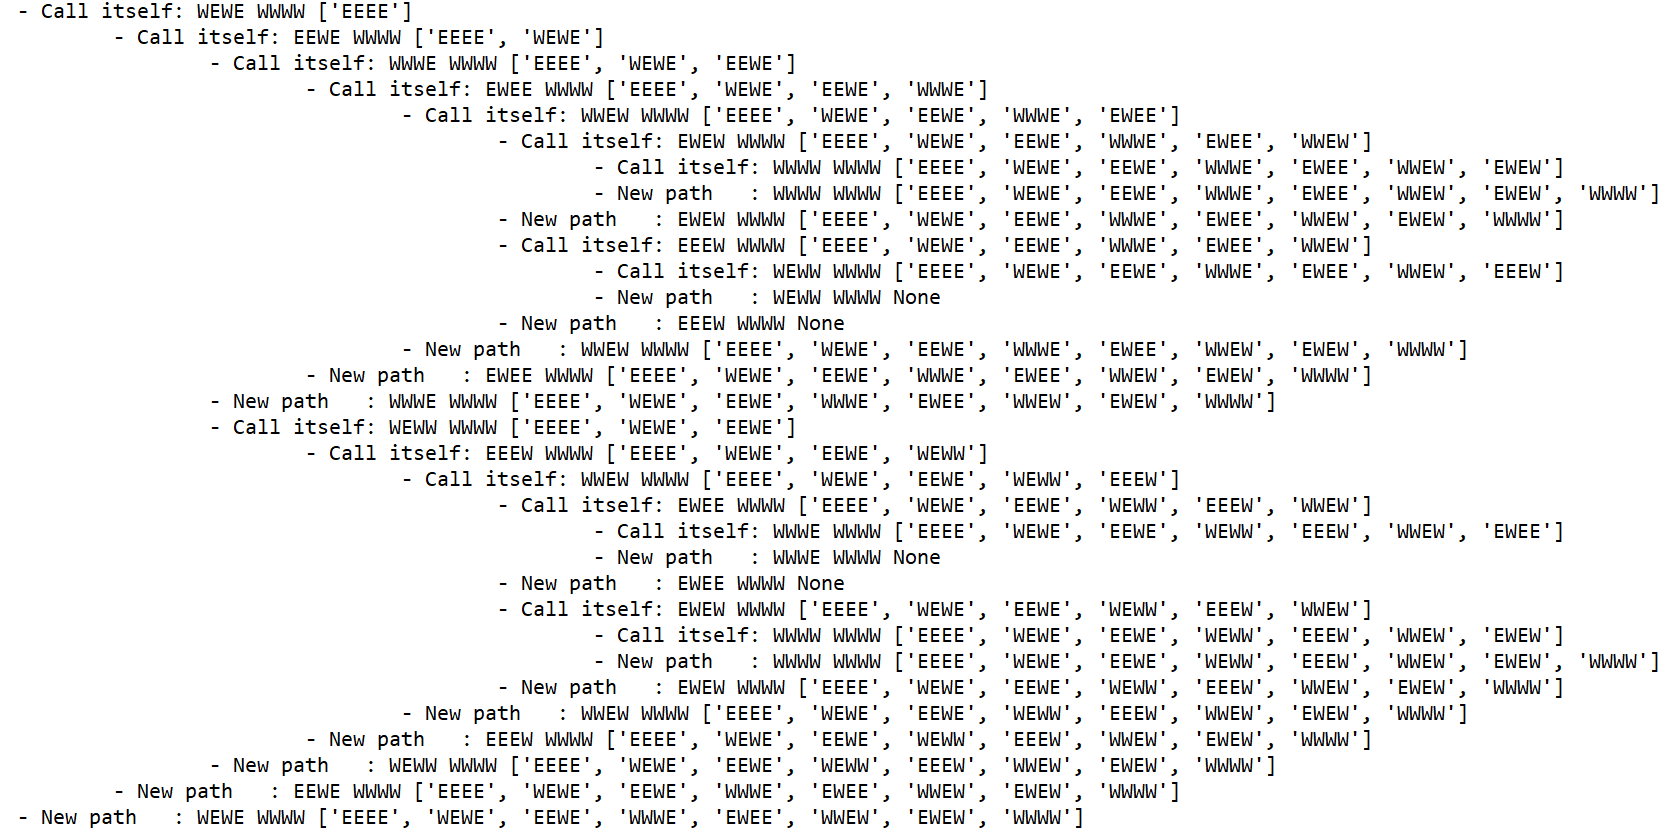 - Call itself: WEWE WWWW ['EEEE']
- Call itself: EEWE WWWW ['EEEE', 'WEWE']
- Call itself: WWWE WWWW ['EEEE', 'WEWE', 'EEWE']
- Call itself: EWEE WWWW ['EEEE', 'WEWE', 'EEWE', 'WWWE']
- Call itself: WWEW WWWW ['EEEE', 'WEWE', 'EEWE', 'WWWE', 'EWEE']
- Call itself: EWEW WWWW ['EEEE', 'WEWE', 'EEWE', 'WWWE', 'EWEE', 'WWEW']
- Call itself: WWWW WWWW ['EEEE', 'WEWE', 'EEWE', 'WWWE', 'EWEE', 'WWEW', 'EWEW']
- New path   : WWWW WWWW ['EEEE', 'WEWE', 'EEWE', 'WWWE', 'EWEE', 'WWEW', 'EWEW', 'WWWW']
- New path   : EWEW WWWW ['EEEE', 'WEWE', 'EEWE', 'WWWE', 'EWEE', 'WWEW', 'EWEW', 'WWWW']
- Call itself: EEEW WWWW ['EEEE', 'WEWE', 'EEWE', 'WWWE', 'EWEE', 'WWEW']
- Call itself: WEWW WWWW ['EEEE', 'WEWE', 'EEWE', 'WWWE', 'EWEE', 'WWEW', 'EEEW']
- New path   : WEWW WWWW None
- New path   : EEEW WWWW None
- New path   : WWEW WWWW ['EEEE', 'WEWE', 'EEWE', 'WWWE', 'EWEE', 'WWEW', 'EWEW', 'WWWW']
- New path   : EWEE WWWW ['EEEE', 'WEWE', 'EEWE', 'WWWE', 'EWEE', 'WWEW', 'EWEW', 'WWWW']
- New path   : WWWE WWWW ['EEEE', 'WEWE', 'EEWE', 'WWWE', 'EWEE', 'WWEW', 'EWEW', 'WWWW']
- Call itself: WEWW WWWW ['EEEE', 'WEWE', 'EEWE']
- Call itself: EEEW WWWW ['EEEE', 'WEWE', 'EEWE', 'WEWW']
- Call itself: WWEW WWWW ['EEEE', 'WEWE', 'EEWE', 'WEWW', 'EEEW']
- Call itself: EWEE WWWW ['EEEE', 'WEWE', 'EEWE', 'WEWW', 'EEEW', 'WWEW']
- Call itself: WWWE WWWW ['EEEE', 'WEWE', 'EEWE', 'WEWW', 'EEEW', 'WWEW', 'EWEE']
- New path   : WWWE WWWW None
- New path   : EWEE WWWW None
- Call itself: EWEW WWWW ['EEEE', 'WEWE', 'EEWE', 'WEWW', 'EEEW', 'WWEW']
- Call itself: WWWW WWWW ['EEEE', 'WEWE', 'EEWE', 'WEWW', 'EEEW', 'WWEW', 'EWEW']
- New path   : WWWW WWWW ['EEEE', 'WEWE', 'EEWE', 'WEWW', 'EEEW', 'WWEW', 'EWEW', 'WWWW']
- New path   : EWEW WWWW ['EEEE', 'WEWE', 'EEWE', 'WEWW', 'EEEW', 'WWEW', 'EWEW', 'WWWW']
- New path   : WWEW WWWW ['EEEE', 'WEWE', 'EEWE', 'WEWW', 'EEEW', 'WWEW', 'EWEW', 'WWWW']
- New path   : EEEW WWWW ['EEEE', 'WEWE', 'EEWE', 'WEWW', 'EEEW', 'WWEW', 'EWEW', 'WWWW']
- New path   : WEWW WWWW ['EEEE', 'WEWE', 'EEWE', 'WEWW', 'EEEW', 'WWEW', 'EWEW', 'WWWW']
- New path   : EEWE WWWW ['EEEE', 'WEWE', 'EEWE', 'WWWE', 'EWEE', 'WWEW', 'EWEW', 'WWWW']
- New path   : WEWE WWWW ['EEEE', 'WEWE', 'EEWE', 'WWWE', 'EWEE', 'WWEW', 'EWEW', 'WWWW']